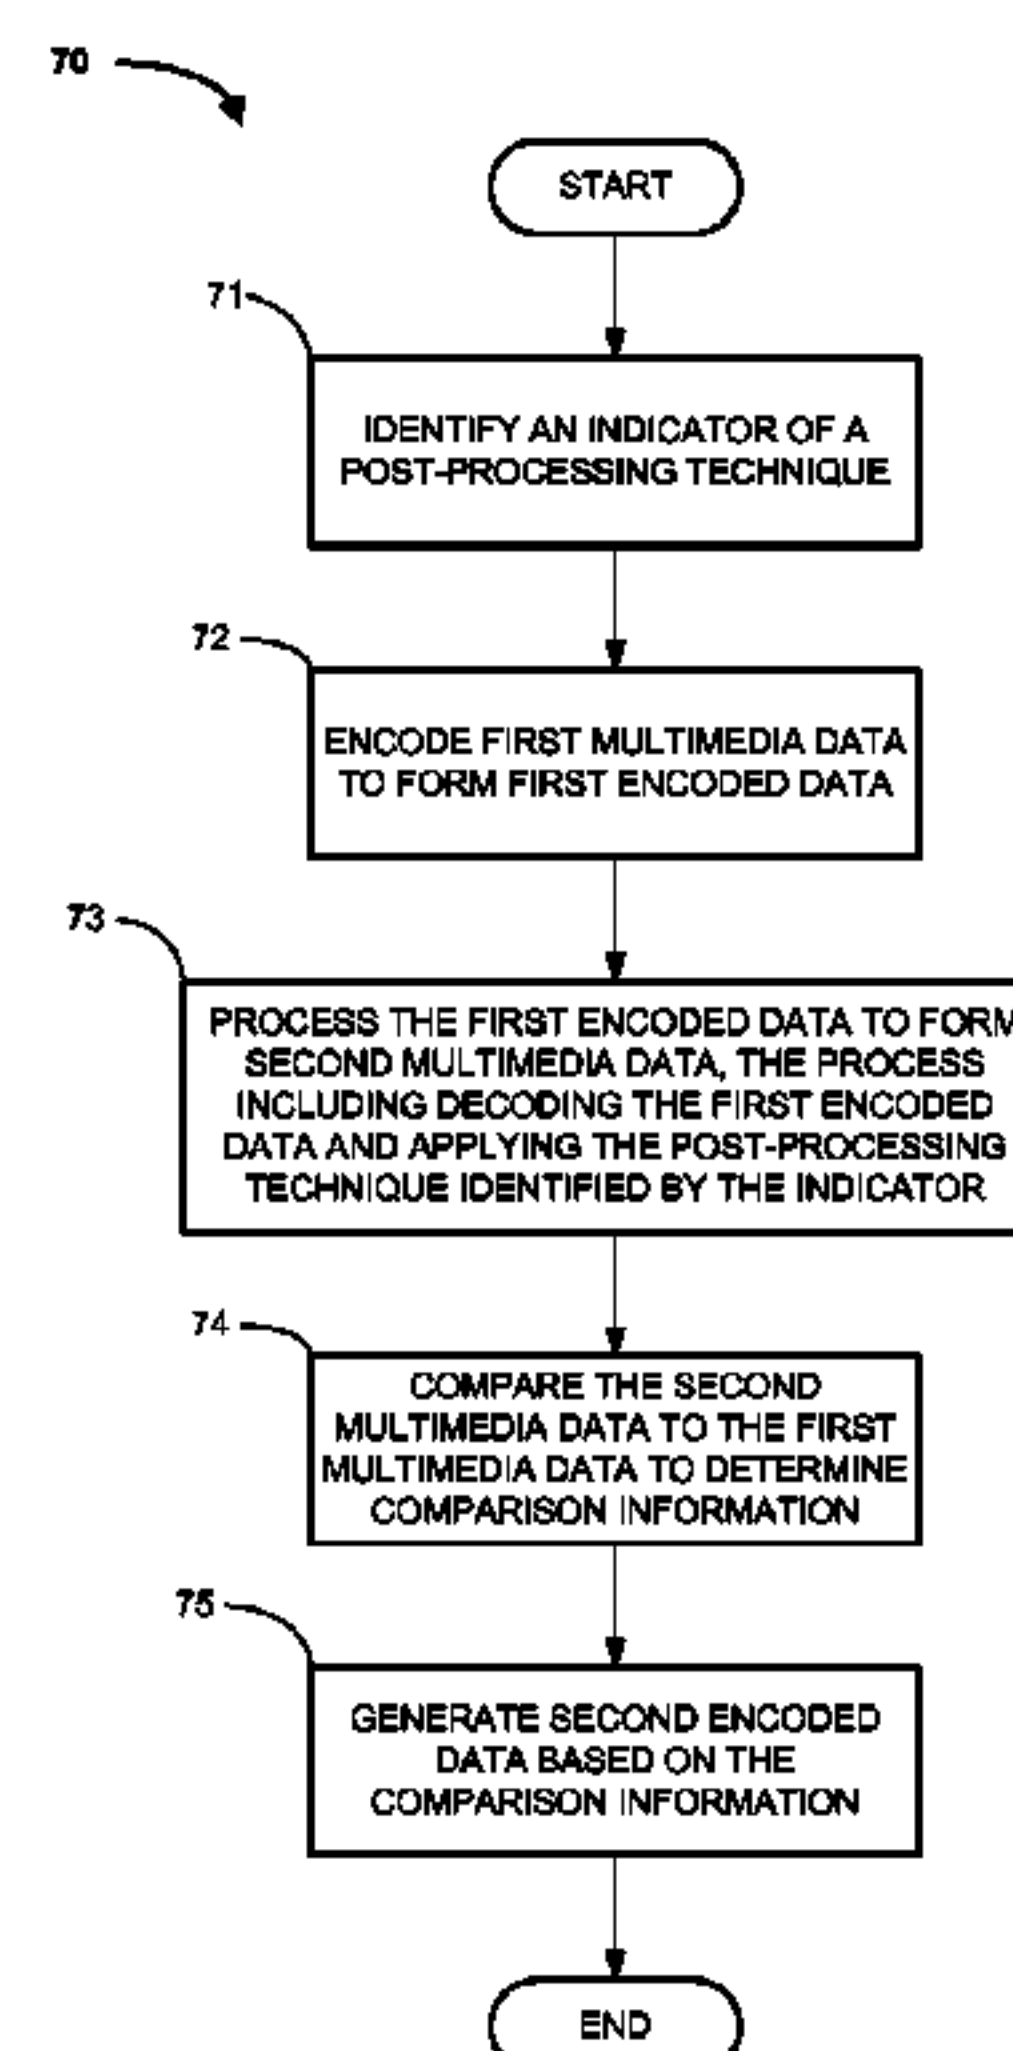 70
START
71
IDENTIFY AN INDICATOR OF A
POST-PROCESSING TECHNIQUE
72
ENCODE FIRST MULTIMEDIA DATA
TO FORM FIRST ENCODED DATA
73
PROCESS THE FIRST ENCODED DATA TO FORM
SECOND MULTIMEDIA DATA, THE PROCESS
INCLUDING DECODING THE FIRST ENCODED
DATA AND APPLYING THE POST-PROCESSING
TECHNIQUE IDENTIFIED BY THE INDICATOR
74
COMPARE THE SECOND
MULTIMEDIA DATA TO THE FIRST
MULTIMEDIA DATA TO DETERMINE
COMPARISON INFORMATION
75
GENERATE SECOND ENCODED
DATA BASED ON THE
COMPARISON INFORMATION
END